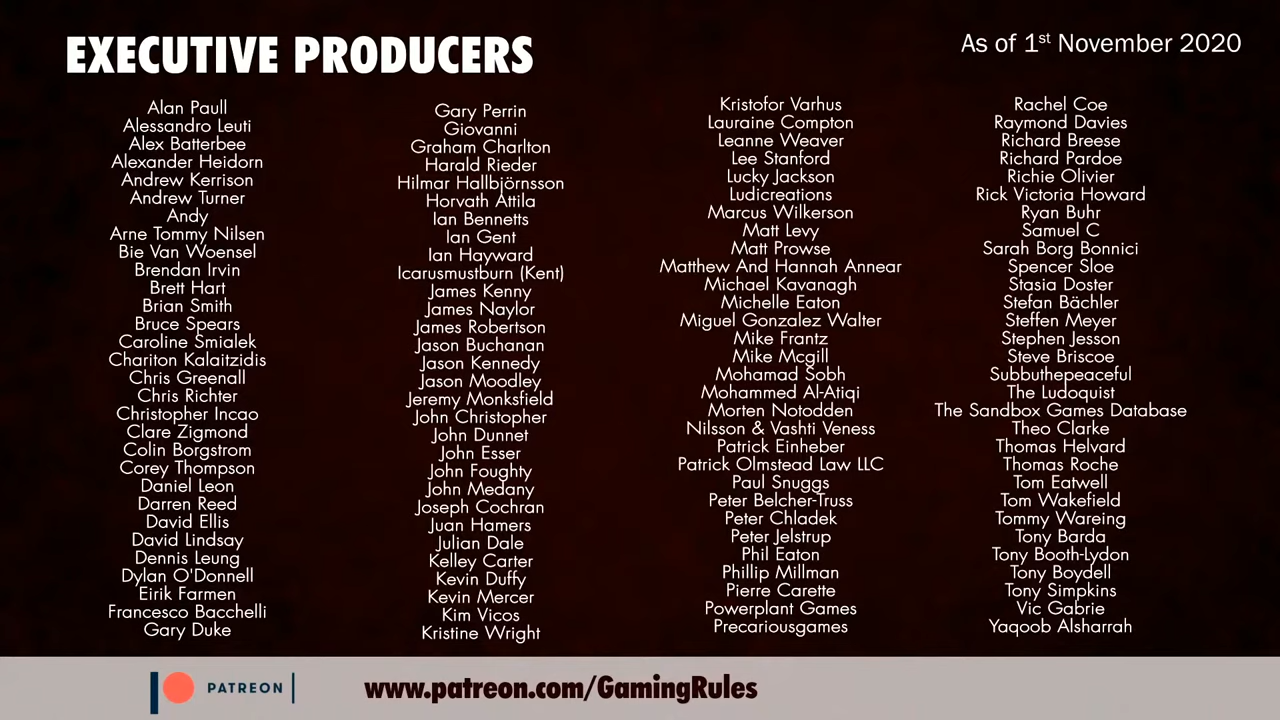 EXECUTIVE PRODUCERS
As of 1st November 2020
Alan Paull
Alessandro Leuti
Alex Batterbee
Alexander Heidorn
Andrew Kerrison
Andrew Turner
Andy
Arne Tommy Nilsen
Bie Van Woensel
Brendan Irvin
Brett Hart
Brian Smith
Bruce Spears
Caroline Smialek
Chariton Kalaitzidis
Chris Greenall
Chris Richter
Christopher Incao
Clare Zigmond
Colin Borgstrom
Corey Thompson
Daniel Leon
Darren Reed
David Ellis
David Lindsay
Dennis Leung
Dylan O'Donnell
Eirik Farmen
Francesco Bacchelli
Gary Duke
Gary Perrin
Giovanni
Graham Charlton
Harald Rieder
Hilmar Hallbjörnsson
Horvath Attila
Ian Bennetts
Ian Gent
Ian Hayward
Icarusmustburn (Kent)
James Kenny
James Naylor
James Robertson
Jason Buchanan
Jason Kennedy
Jason Moodley
Jeremy Monksfield
John Christopher
John Dunnet
John Esser
John Foughty
John Medany
Joseph Cochran
Juan Hamers
Julian Dale
Kelley Carter
Kevin Duffy
Kevin Mercer
Kim Vicos
Kristine Wright
Kristofor Varhus
Lauraine Compton
Leanne Weaver
Lee Stanford
Lucky Jackson
Ludicreations
Marcus Wilkerson
Matt Levy
Matt Prowse
Matthew And Hannah Annear
Michael Kavanagh
Michelle Eaton
Miguel Gonzalez Walter
Mike Frantz
Mike Mcgill
Mohamad Sobh
Mohammed Al-Atiqi
Morten Notodden
Nilsson & Vashti Veness
Patrick Einheber
Patrick Olmstead Law LLC
Paul Snuggs
Peter Belcher-Truss
Peter Chladek
Peter Jelstrup
Phil Eaton
Phillip Millman
Pierre Carette
Powerplant Games
Precariousgames
Rachel Coe
Raymond Davies
Richard Breese
Richard Pardoe
Richie Olivier
Rick Victoria Howard
Ryan Buhr
Samuel C
Sarah Borg Bonnici
Spencer Sloe
Stasia Doster
Stefan Bächler
Steffen Meyer
Stephen Jesson
Steve Briscoe
Subbuthepeaceful
The Ludoquist
The Sandbox Games Database
Theo Clarke
Thomas Helvard
Thomas Roche
Tom Eatwell
Tom Wakefield
Tommy Wareing
Tony Barda
Tony Booth-Lydon
Tony Boydell
Tony Simpkins
Vic Gabrie
Yaqoob Alsharrah
PATREON
www.patreon.com/GamingRules